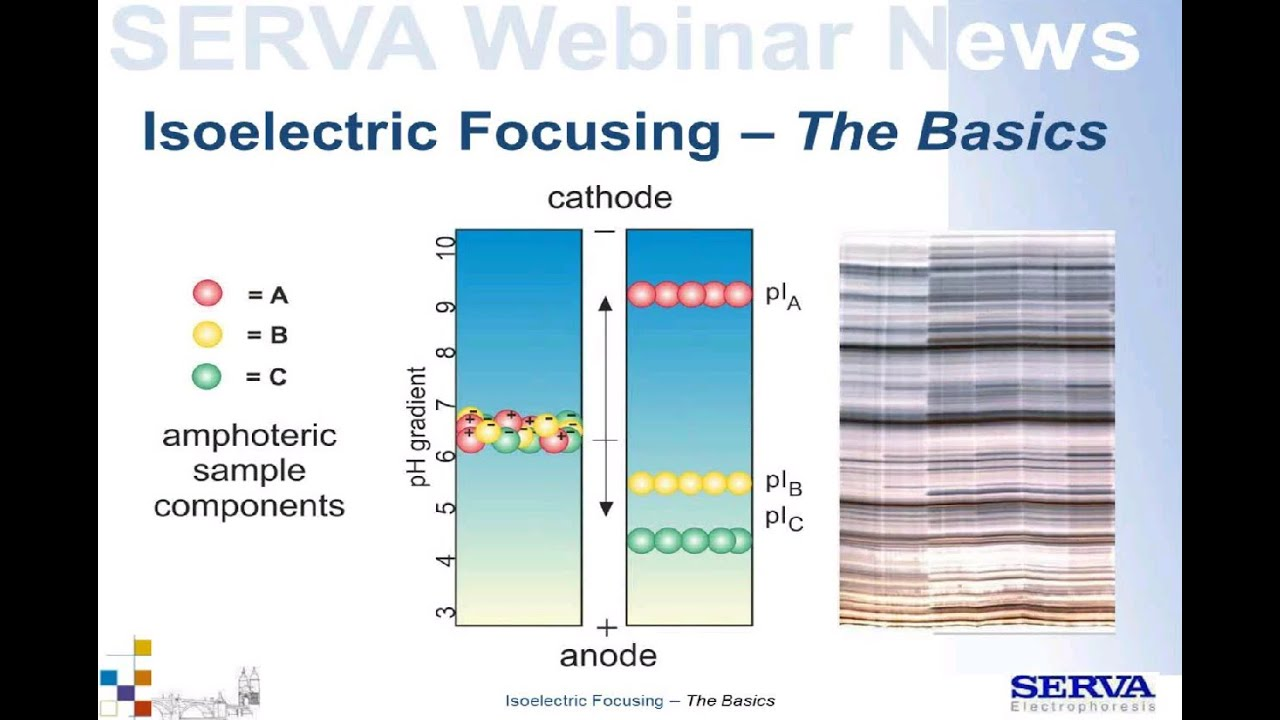 SERVA Webinar News
Isoelectric Focusing – The Basics
cathode
–
10
9
8
7
6
5
4
3
pH gradient
= A
= B
= C
amphoteric
sample
components
pIA
pIB
pIC
+
anode
Isoelectric Focusing – The Basics
SERVA
Electrophoresis